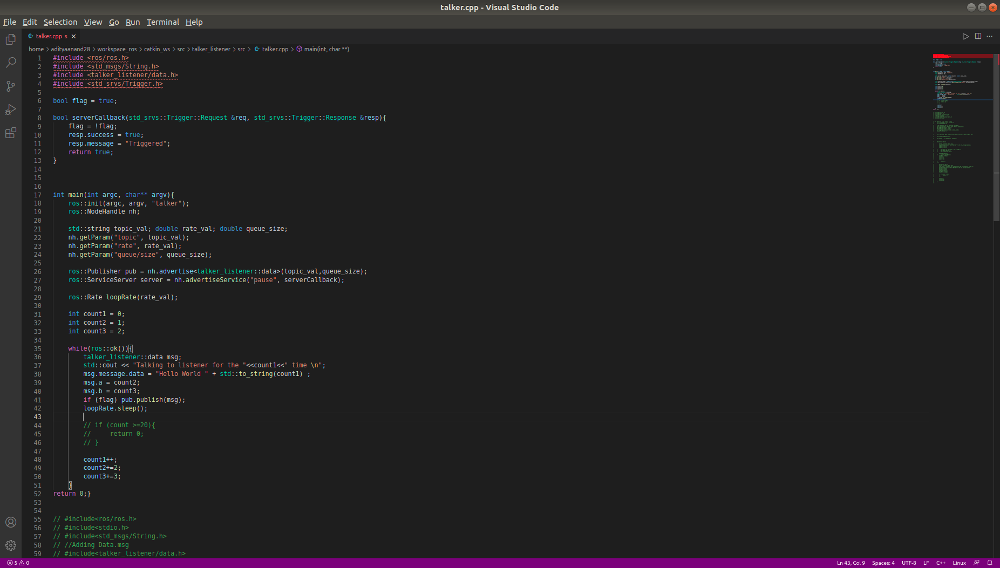 talker.cpp - Visual Studio Code
File Edit Selection View Go Run Terminal Help
talker.cpp 5
home > adityaanand28 > workspace_ros > catkin_ws > src > talker_listener > src > talker.cpp > main(int, char **)
1 #include <ros/ros.h>
2 #include <std_msgs/String.h>
3 #include <talker_listener/data.h>
4 #include <std_srvs/Trigger.h>
5
6 bool flag = true;
7
8 bool serverCallback(std_srvs::Trigger::Request &req, std_srvs::Trigger::Response &resp){
9     flag = !flag;
10     resp.success = true;
11     resp.message = "Triggered";
12     return true;
13 }
14
15
16
17 int main(int argc, char** argv){
18     ros::init(argc, argv, "talker");
19     ros::NodeHandle nh;
20
21     std::string topic_val; double rate_val; double queue_size;
22     nh.getParam("topic", topic_val);
23     nh.getParam("rate", rate_val);
24     nh.getParam("queue/size", queue_size);
25
26     ros::Publisher pub = nh.advertise<talker_listener::data>(topic_val,queue_size);
27     ros::ServiceServer server = nh.advertiseService("pause", serverCallback);
28
29     ros::Rate loopRate(rate_val);
30
31     int count1 = 0;
32     int count2 = 1;
33     int count3 = 2;
34
35     while(ros::ok()){
36         talker_listener::data msg;
37         std::cout << "Talking to listener for the "<<count1<<" time \n";
38         msg.message.data = "Hello World " + std::to_string(count1) ;
39         msg.a = count2;
40         msg.b = count3;
41         if (flag) pub.publish(msg);
42         loopRate.sleep();
43
44         // if (count >=20){
45         //     return 0;
46         // }
47
48         count1++;
49         count2+=2;
50         count3+=3;
51     }
52 return 0;}
53
54
55 // #include<ros/ros.h>
56 // #include<stdio.h>
57 // #include<std_msgs/String.h>
58 // //Adding Data.msg
59 // #include<talker_listener/data.h>
5 0 Ln 43, Col 9 Spaces: 4 UTF-8 LF C++ Linux